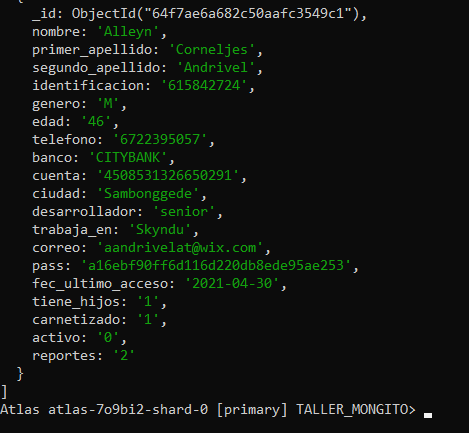 {
_id: ObjectId("64f7ae6a682c50aafc3549c1"),
nombre: 'Alleyn',
primer_apellido: 'Corneljes',
segundo_apellido: 'Andrivel',
identificacion: '615842724',
genero: 'M',
edad: '46',
telefono: '6722395057',
banco: 'CITYBANK',
cuenta: '4508531326650291',
ciudad: 'Sambonggede',
desarrollador: 'senior',
trabaja_en: 'Skyndu',
correo: 'aandrivelat@wix.com',
pass: 'a16ebf90ff6d116d220db8ede95ae253',
fec_ultimo_acceso: '2021-04-30',
tiene_hijos: '1',
carnetizado: '1',
activo: '0',
reportes: '2'
}
]
Atlas atlas-7o9bi2-shard-0 [primary] TALLER_MONGITO>